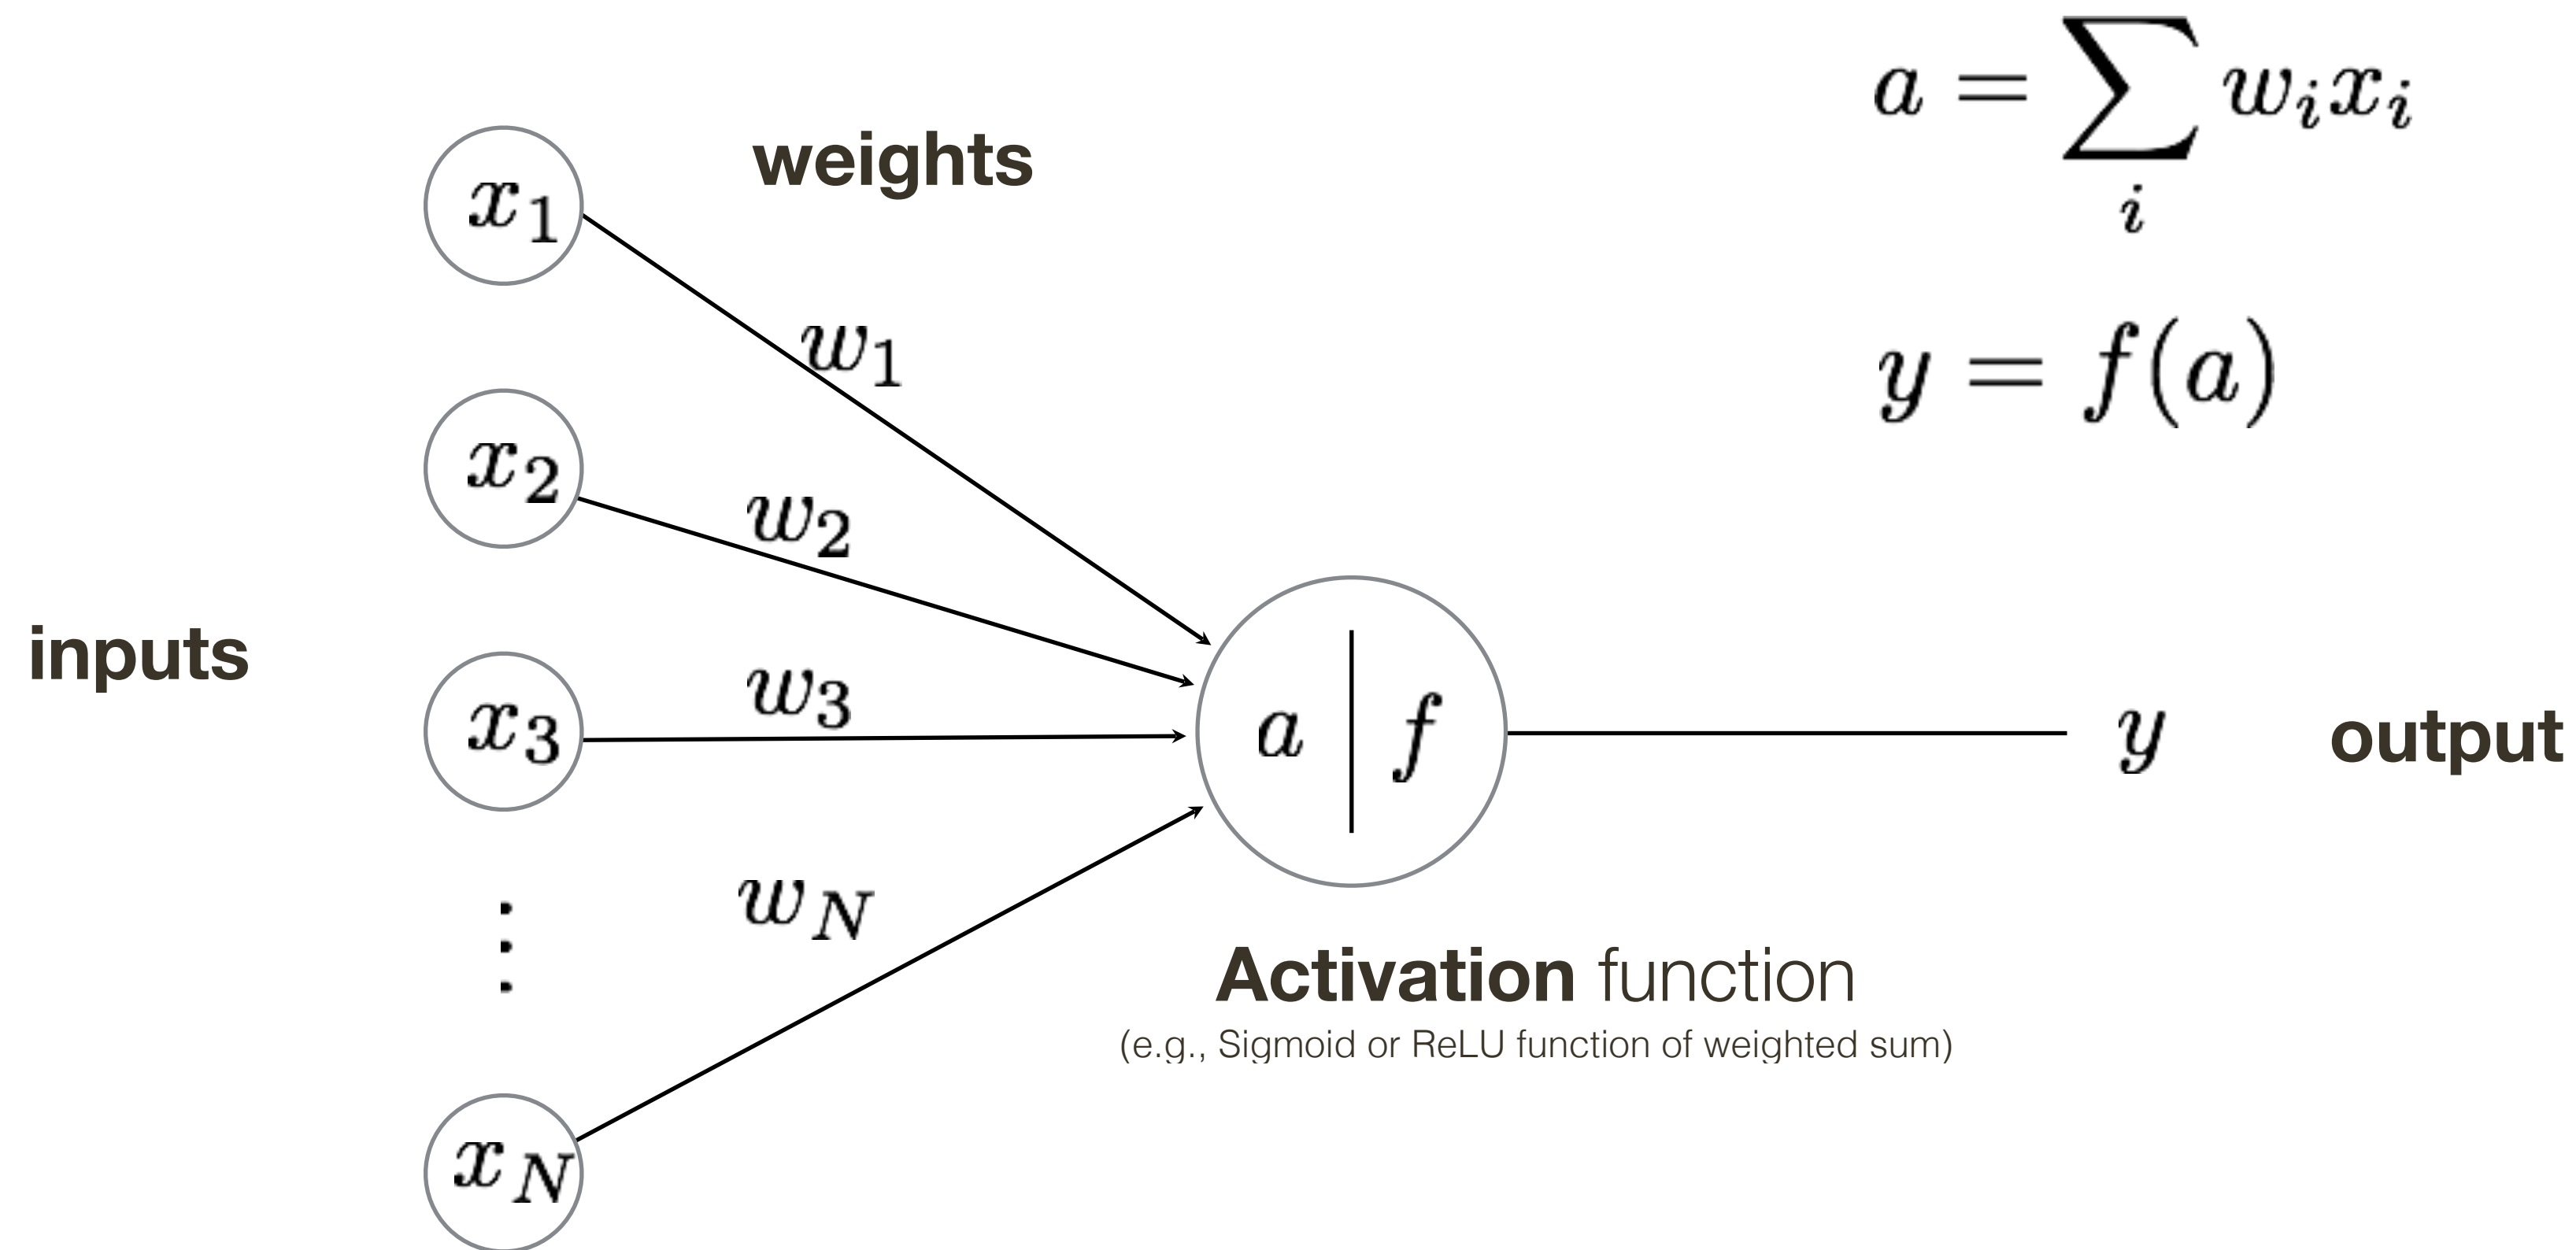 a = ∑ᵢ wᵢxᵢ
weights
x₁
w₁
y = f(a)
x₂
w₂
inputs
x₃
w₃
a | f
y
output
⋮
w_N
Activation function
(e.g., Sigmoid or ReLU function of weighted sum)
x_N